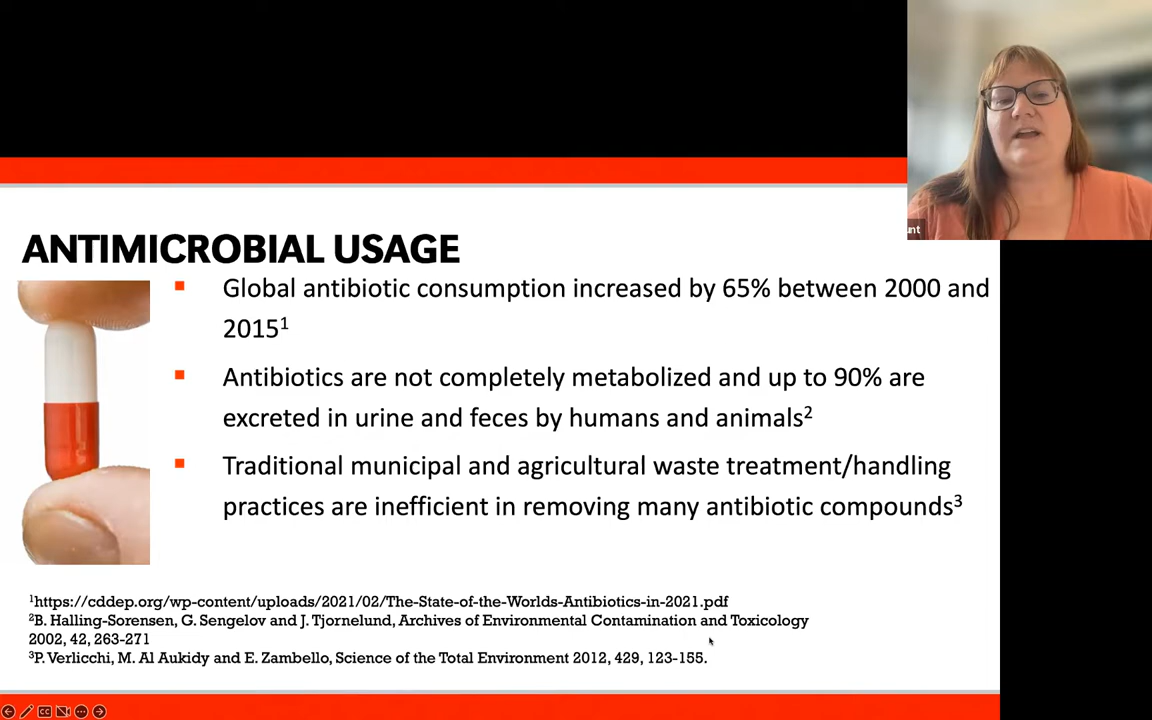 unt
ANTIMICROBIAL USAGE
Global antibiotic consumption increased by 65% between 2000 and
2015¹
Antibiotics are not completely metabolized and up to 90% are
excreted in urine and feces by humans and animals²
Traditional municipal and agricultural waste treatment/handling
practices are inefficient in removing many antibiotic compounds³
¹https://cddep.org/wp-content/uploads/2021/02/The-State-of-the-Worlds-Antibiotics-in-2021.pdf
²B. Halling-Sorensen, G. Sengelov and J. Tjornelund, Archives of Environmental Contamination and Toxicology
2002, 42, 263-271
³P. Verlicchi, M. Al Aukidy and E. Zambello, Science of the Total Environment 2012, 429, 123-155.
CC